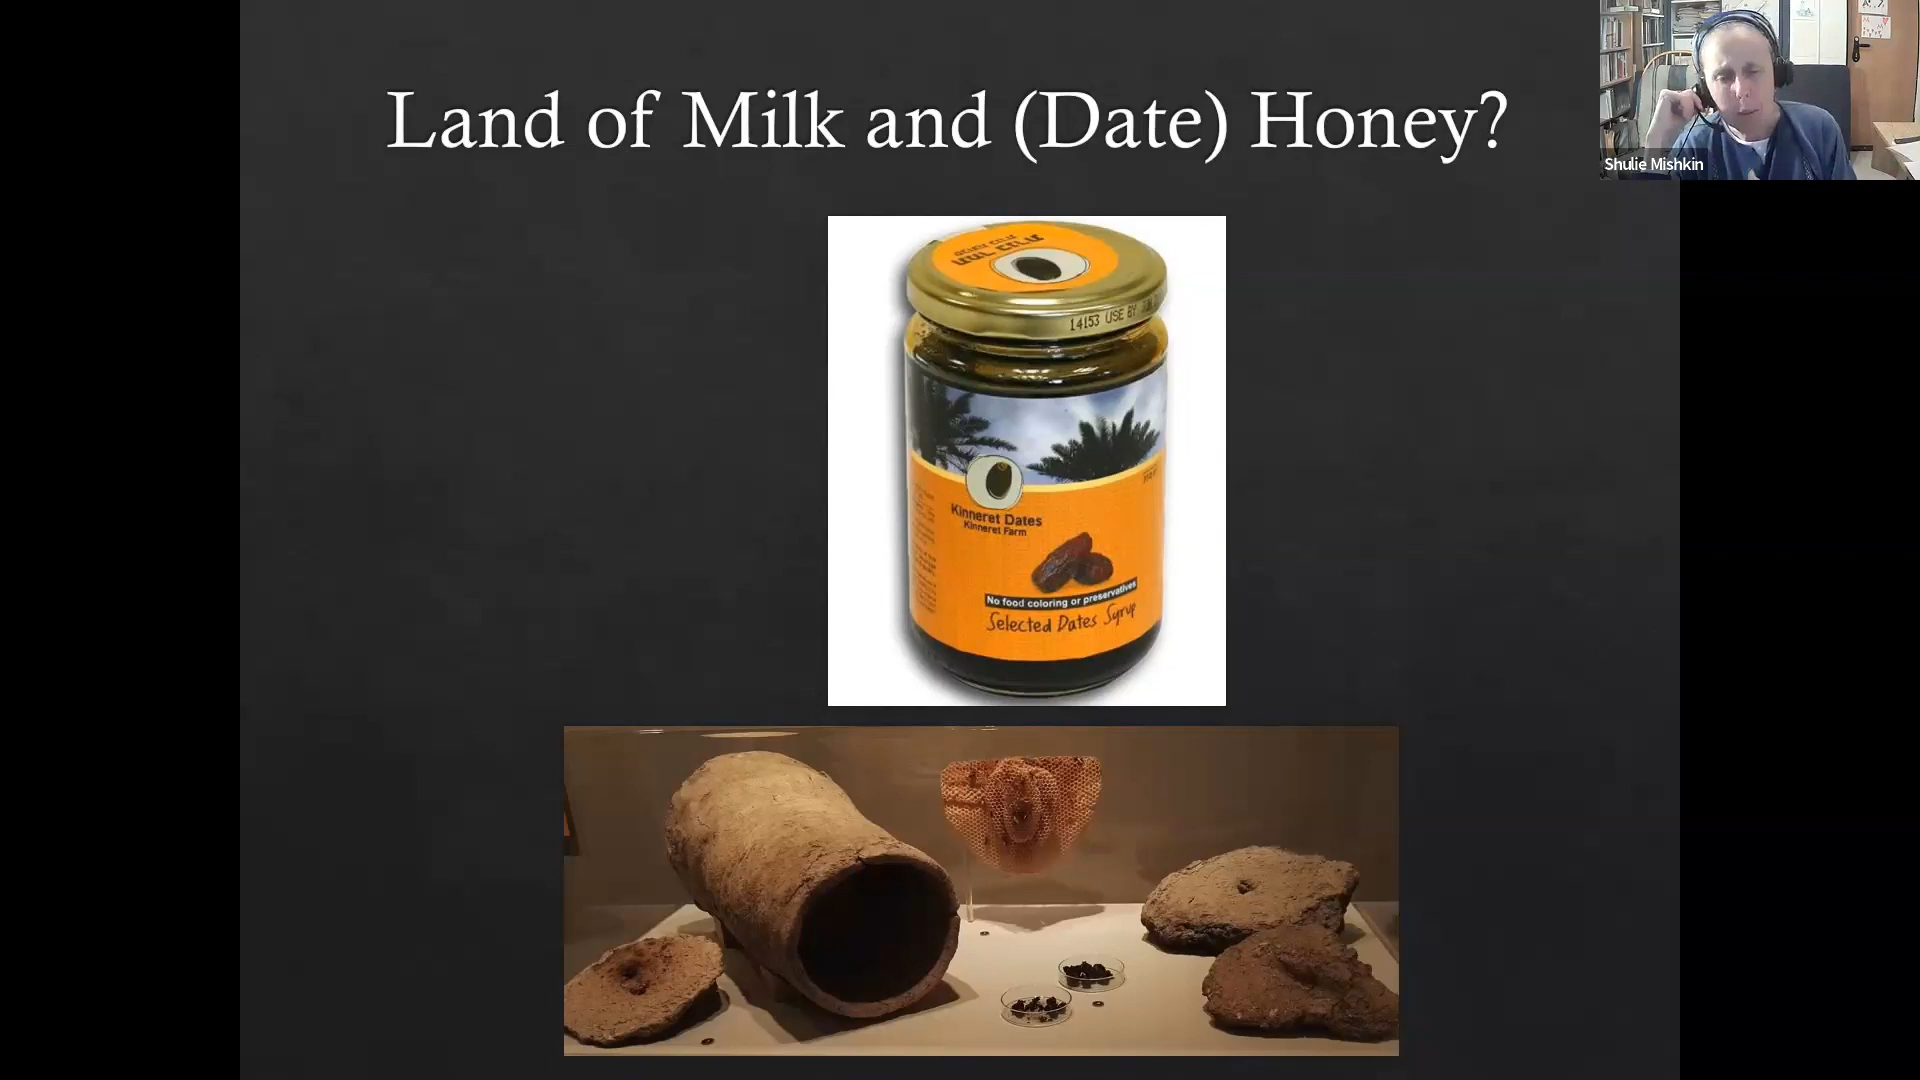 Land of Milk and (Date) Honey?
Shulie Mishkin
14153 USE BY
Kinneret Dates
Kinneret Farm
No food coloring or preservatives
Selected Dates Syrup